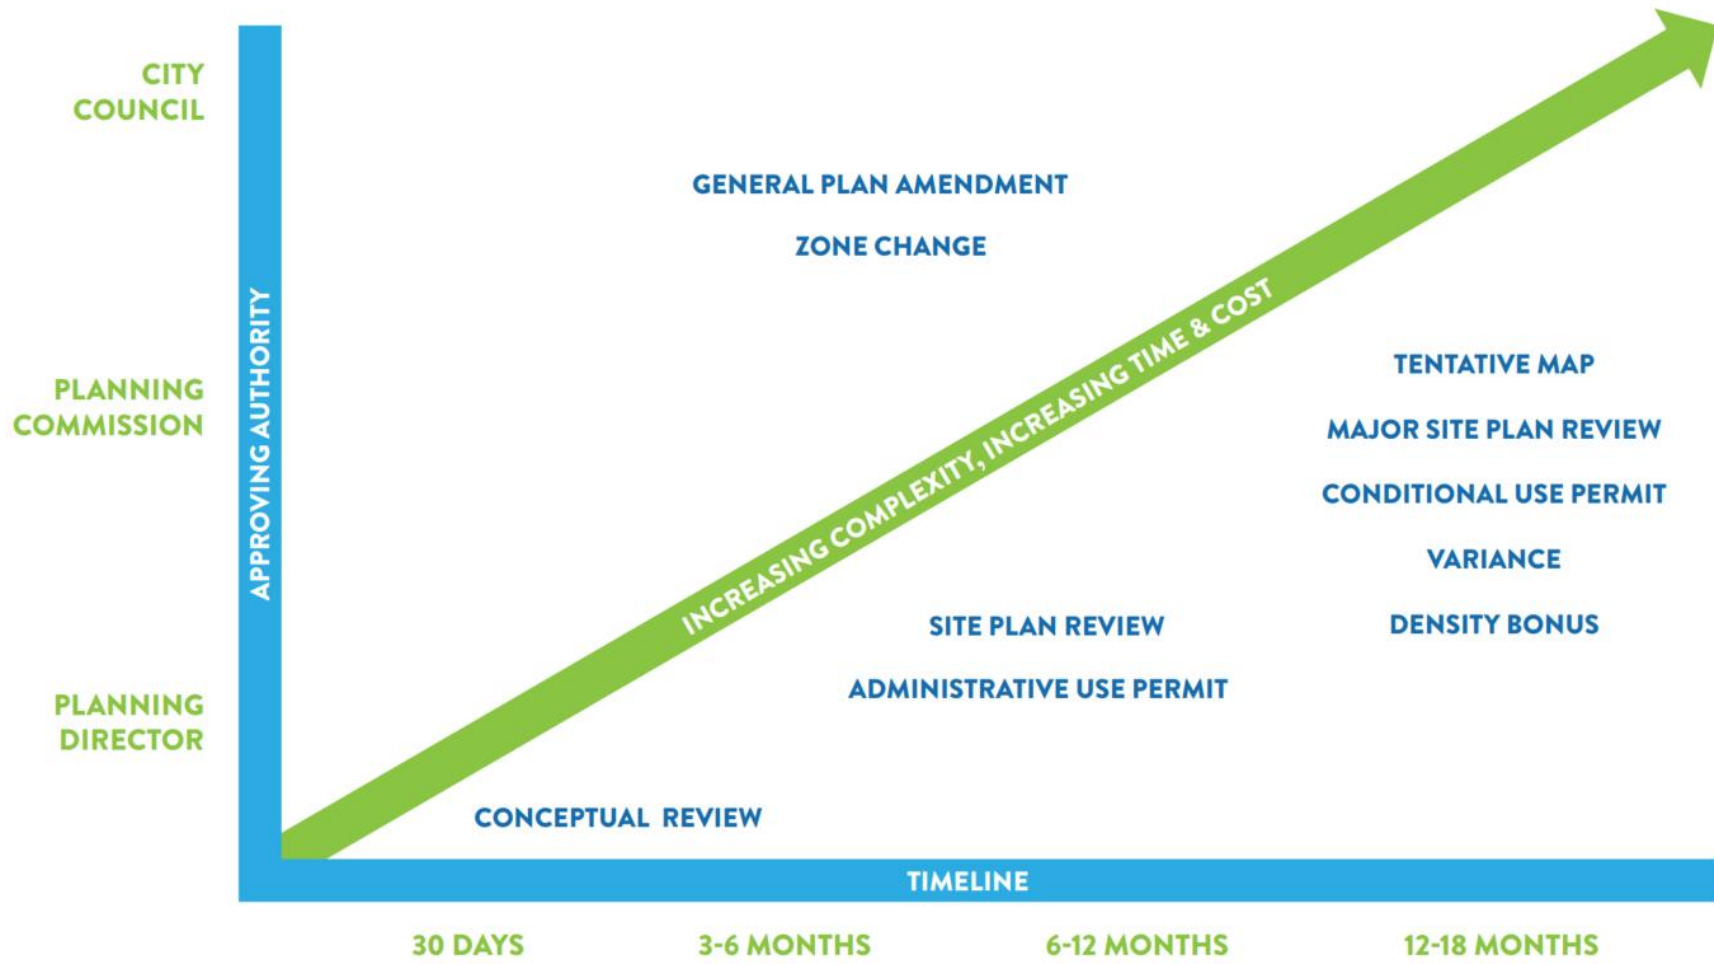 CITY
COUNCIL
GENERAL PLAN AMENDMENT
ZONE CHANGE
APPROVING AUTHORITY
INCREASING COMPLEXITY, INCREASING TIME & COST
PLANNING
COMMISSION
TENTATIVE MAP
MAJOR SITE PLAN REVIEW
CONDITIONAL USE PERMIT
VARIANCE
DENSITY BONUS
SITE PLAN REVIEW
ADMINISTRATIVE USE PERMIT
PLANNING
DIRECTOR
CONCEPTUAL REVIEW
TIMELINE
30 DAYS
3-6 MONTHS
6-12 MONTHS
12-18 MONTHS